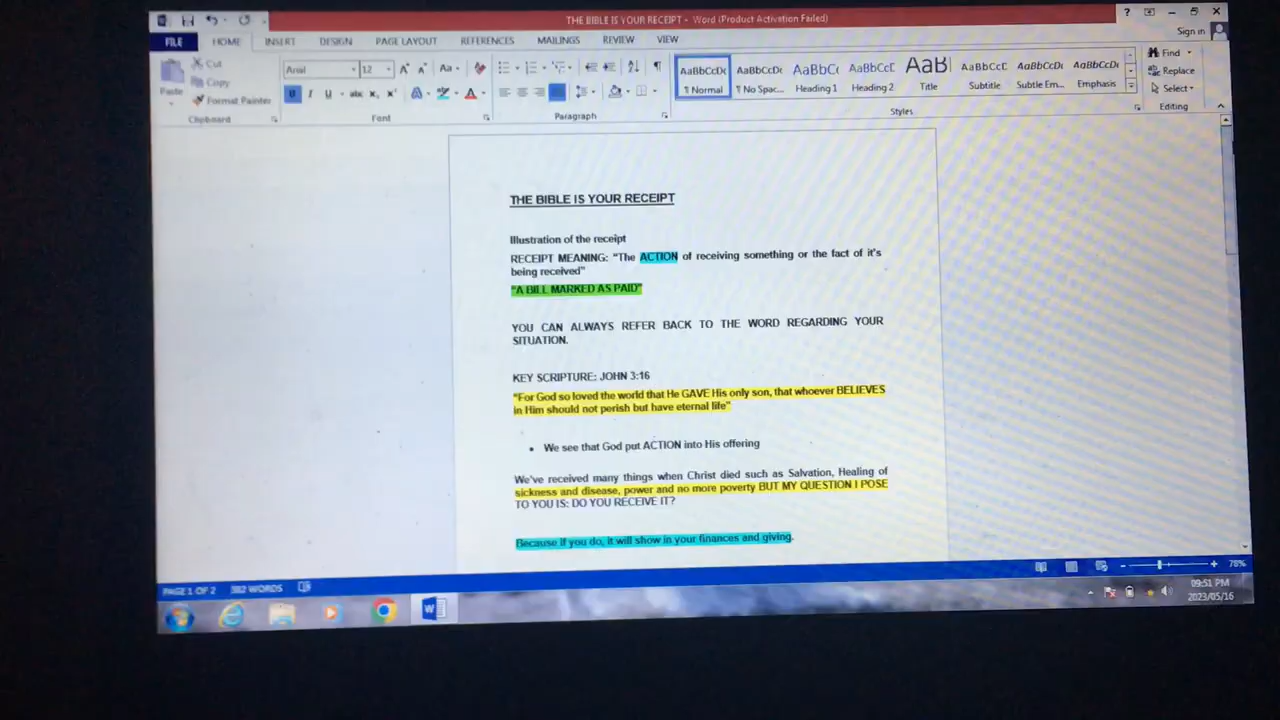 THE BIBLE IS YOUR RECEIPT - Word (Product Activation Failed)
Sign in
FILE HOME INSERT DESIGN PAGE LAYOUT REFERENCES MAILINGS REVIEW VIEW
Paste
Cut
Copy
Format Painter
Clipboard
Arial 12
Font
Paragraph
AaBbCcDc AaBbCcDc AaBbCc AaBbCcD AaBl AaBbCcC AaBbCcDc AaBbCcDc
¶ Normal ¶ No Spac... Heading 1 Heading 2 Title Subtitle Subtle Em... Emphasis
Styles
Find
Replace
Select
Editing
THE BIBLE IS YOUR RECEIPT
Illustration of the receipt
RECEIPT MEANING: “The ACTION of receiving something or the fact of it's
being received”
“A BILL MARKED AS PAID”
YOU CAN ALWAYS REFER BACK TO THE WORD REGARDING YOUR
SITUATION.
KEY SCRIPTURE: JOHN 3:16
“For God so loved the world that He GAVE His only son, that whoever BELIEVES
in Him should not perish but have eternal life”
• We see that God put ACTION into His offering
We've received many things when Christ died such as Salvation, Healing of
sickness and disease, power and no more poverty BUT MY QUESTION I POSE
TO YOU IS: DO YOU RECEIVE IT?
Because if you do, it will show in your finances and giving.
PAGE 1 OF 2 382 WORDS
78%
09:51 PM
2023/05/16